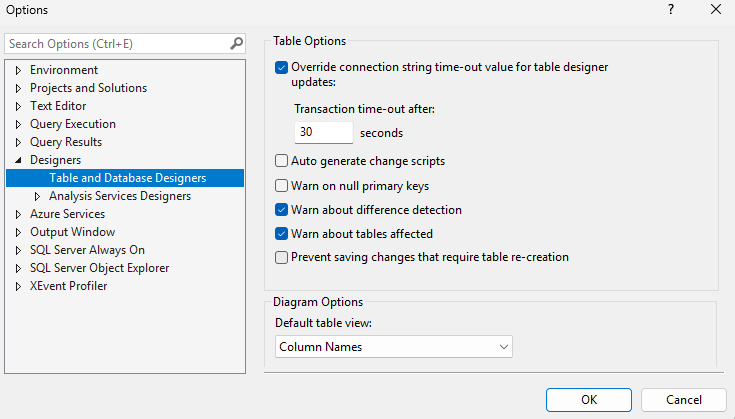 Options
?
Search Options (Ctrl+E)
Environment
Projects and Solutions
Text Editor
Query Execution
Query Results
Designers
Table and Database Designers
Analysis Services Designers
Azure Services
Output Window
SQL Server Always On
SQL Server Object Explorer
XEvent Profiler
Table Options
Override connection string time-out value for table designer
updates:
Transaction time-out after:
30 seconds
Auto generate change scripts
Warn on null primary keys
Warn about difference detection
Warn about tables affected
Prevent saving changes that require table re-creation
Diagram Options
Default table view:
Column Names
OK
Cancel